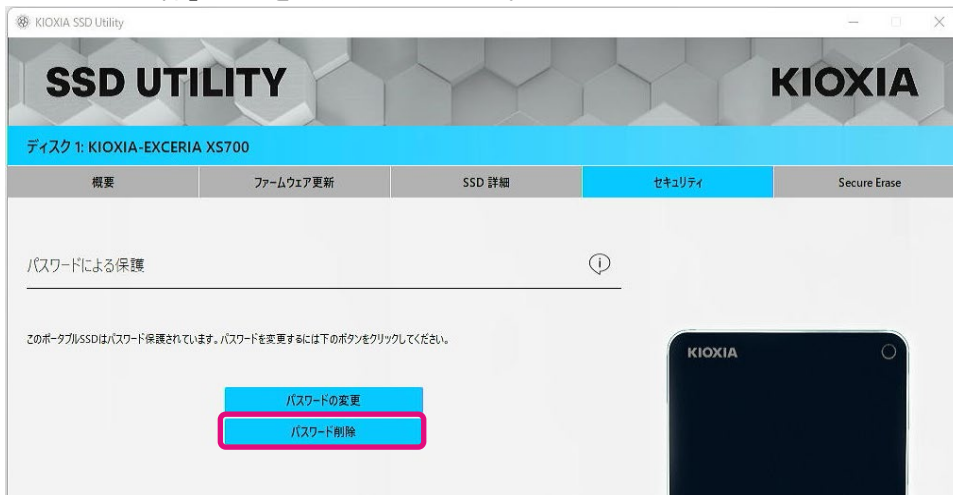 KIOXIA SSD Utility
SSD UTILITY
KIOXIA
ディスク 1: KIOXIA-EXCERIA XS700
概要
ファームウェア更新
SSD 詳細
セキュリティ
Secure Erase
パスワードによる保護
このポータブルSSDはパスワード保護されています。パスワードを変更するには下のボタンをクリックしてください。
パスワードの変更
パスワード削除
KIOXIA